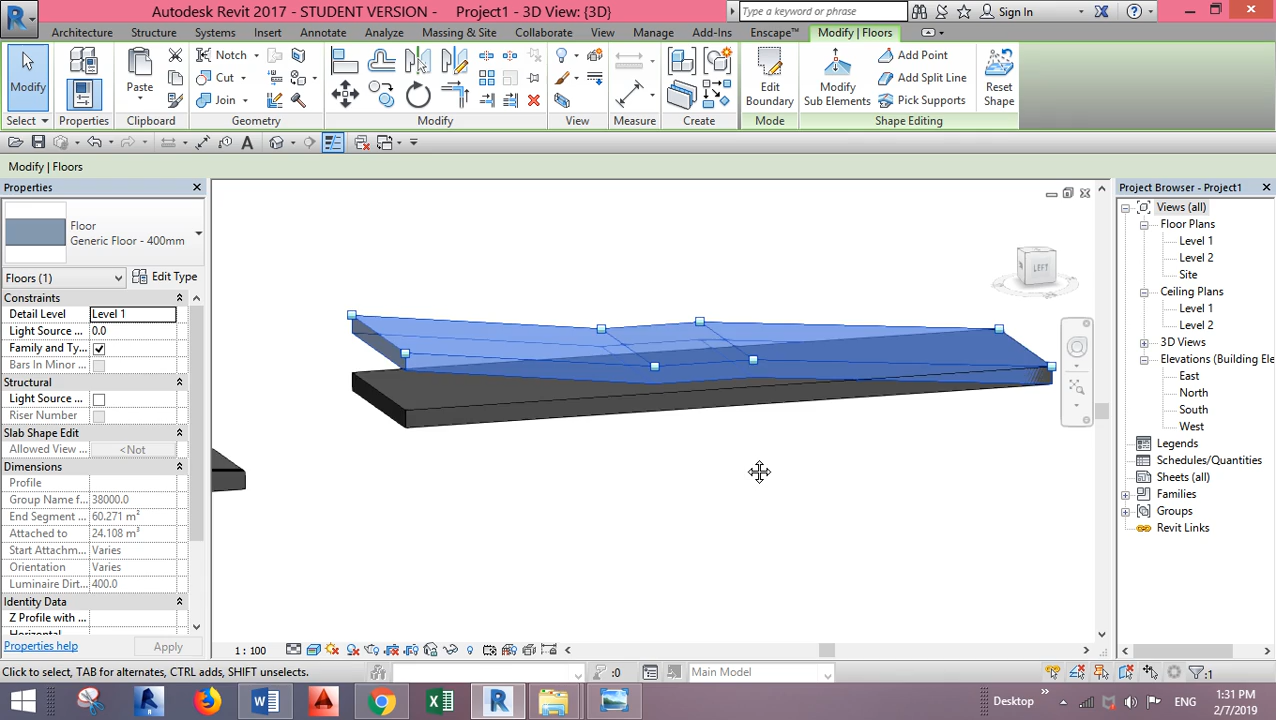 Autodesk Revit 2017 - STUDENT VERSION - Project1 - 3D View: {3D}
Type a keyword or phrase
Sign In
Architecture Structure Systems Insert Annotate Analyze Massing & Site Collaborate View Manage Add-Ins Enscape™ Modify | Floors
Modify
Paste
Notch
Cut
Join
Edit Boundary
Modify Sub Elements
Add Point
Add Split Line
Pick Supports
Reset Shape
Select Properties Clipboard Geometry Modify View Measure Create Mode Shape Editing
Modify | Floors
Properties
Floor
Generic Floor - 400mm
Floors (1)
Edit Type
Constraints
Detail Level Level 1
Light Source ... 0.0
Family and Ty...
Bars In Minor ...
Structural
Light Source ...
Riser Number
Slab Shape Edit
Allowed View ... <Not
Dimensions
Profile
Group Name f... 38000.0
End Segment ... 60.271 m²
Attached to 24.108 m³
Start Attachm... Varies
Orientation Varies
Luminaire Dirt... 400.0
Identity Data
Z Profile with ...
Horizontal
Properties help
Apply
LEFT
Project Browser - Project1
Views (all)
Floor Plans
Level 1
Level 2
Site
Ceiling Plans
Level 1
Level 2
3D Views
Elevations (Building Ele
East
North
South
West
Legends
Schedules/Quantities
Sheets (all)
Families
Groups
Revit Links
1 : 100
Click to select, TAB for alternates, CTRL adds, SHIFT unselects.
:0
Main Model
:1
Desktop
ENG
1:31 PM
2/7/2019